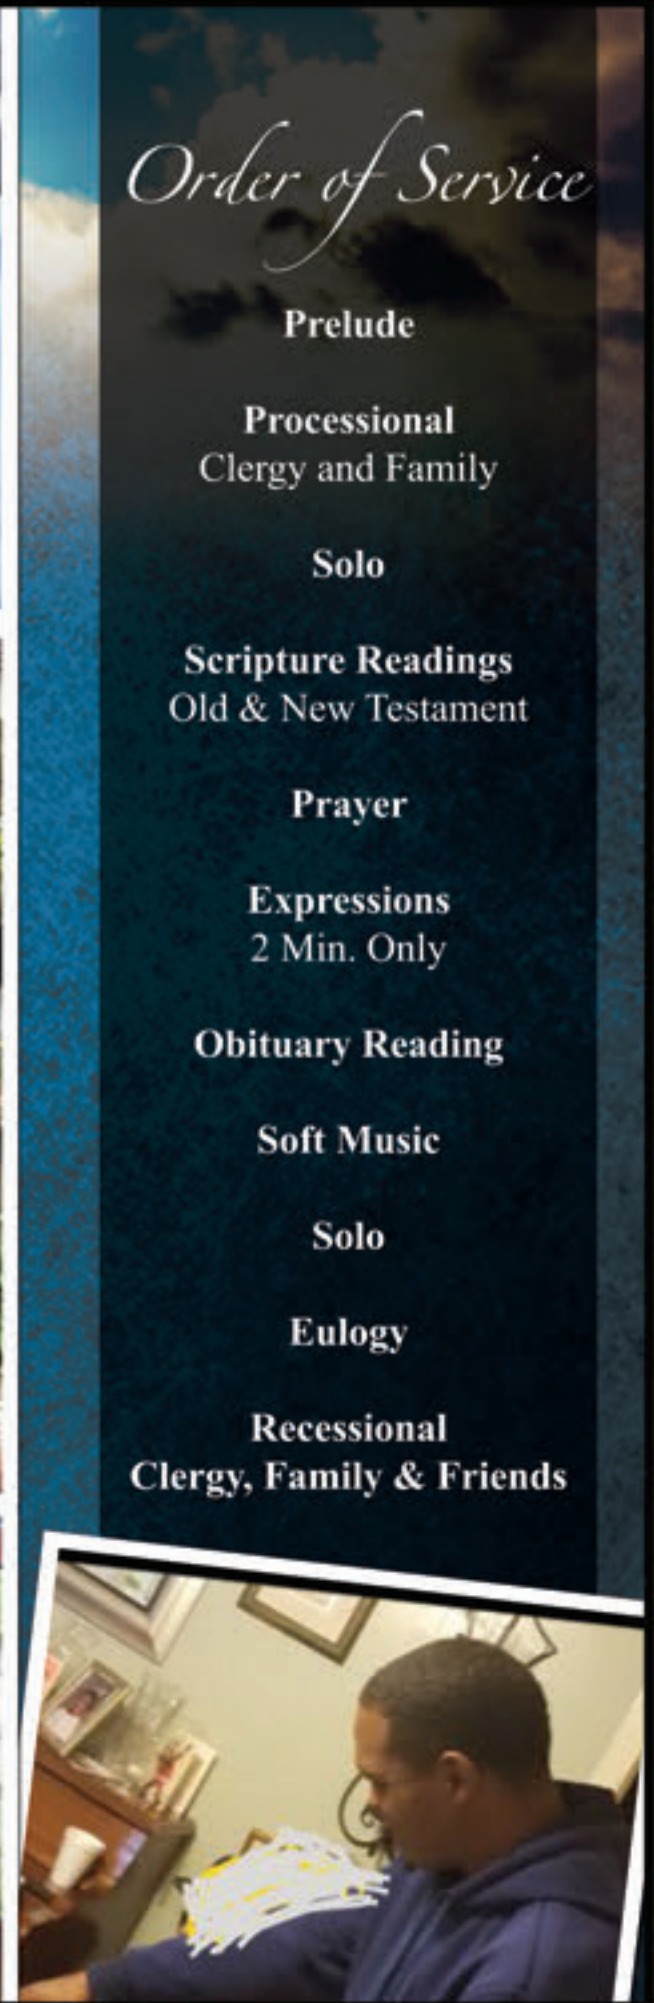 Order of Service
Prelude
Processional
Clergy and Family
Solo
Scripture Readings
Old & New Testament
Prayer
Expressions
2 Min. Only
Obituary Reading
Soft Music
Solo
Eulogy
Recessional
Clergy, Family & Friends